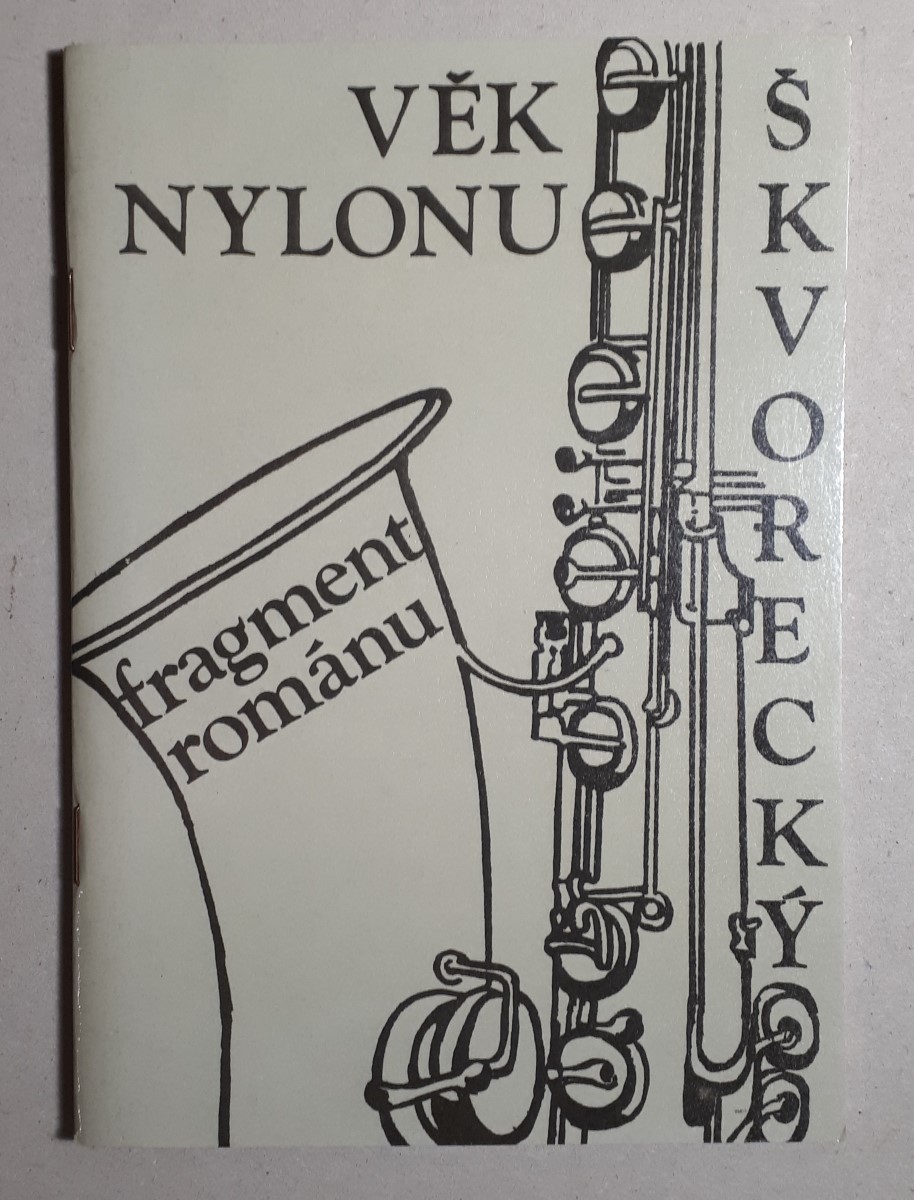 VĚK
NYLONU
ŠKVORECKÝ
fragment
románu